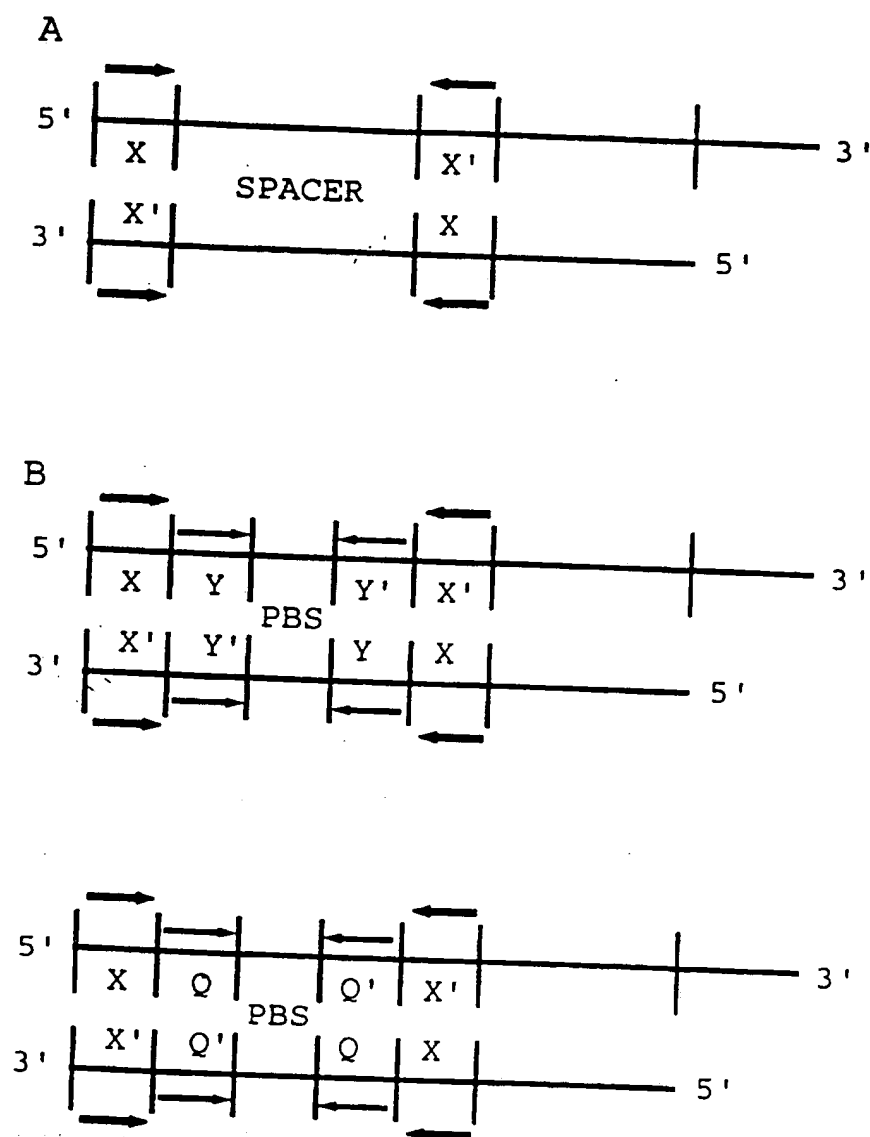 A
5' 3'
X X'
SPACER
X' X
3' 5'
B
5' 3'
X Y Y' X'
PBS
X' Y' Y X
3' 5'
5' 3'
X Q Q' X'
PBS
X' Q' Q X
3' 5'